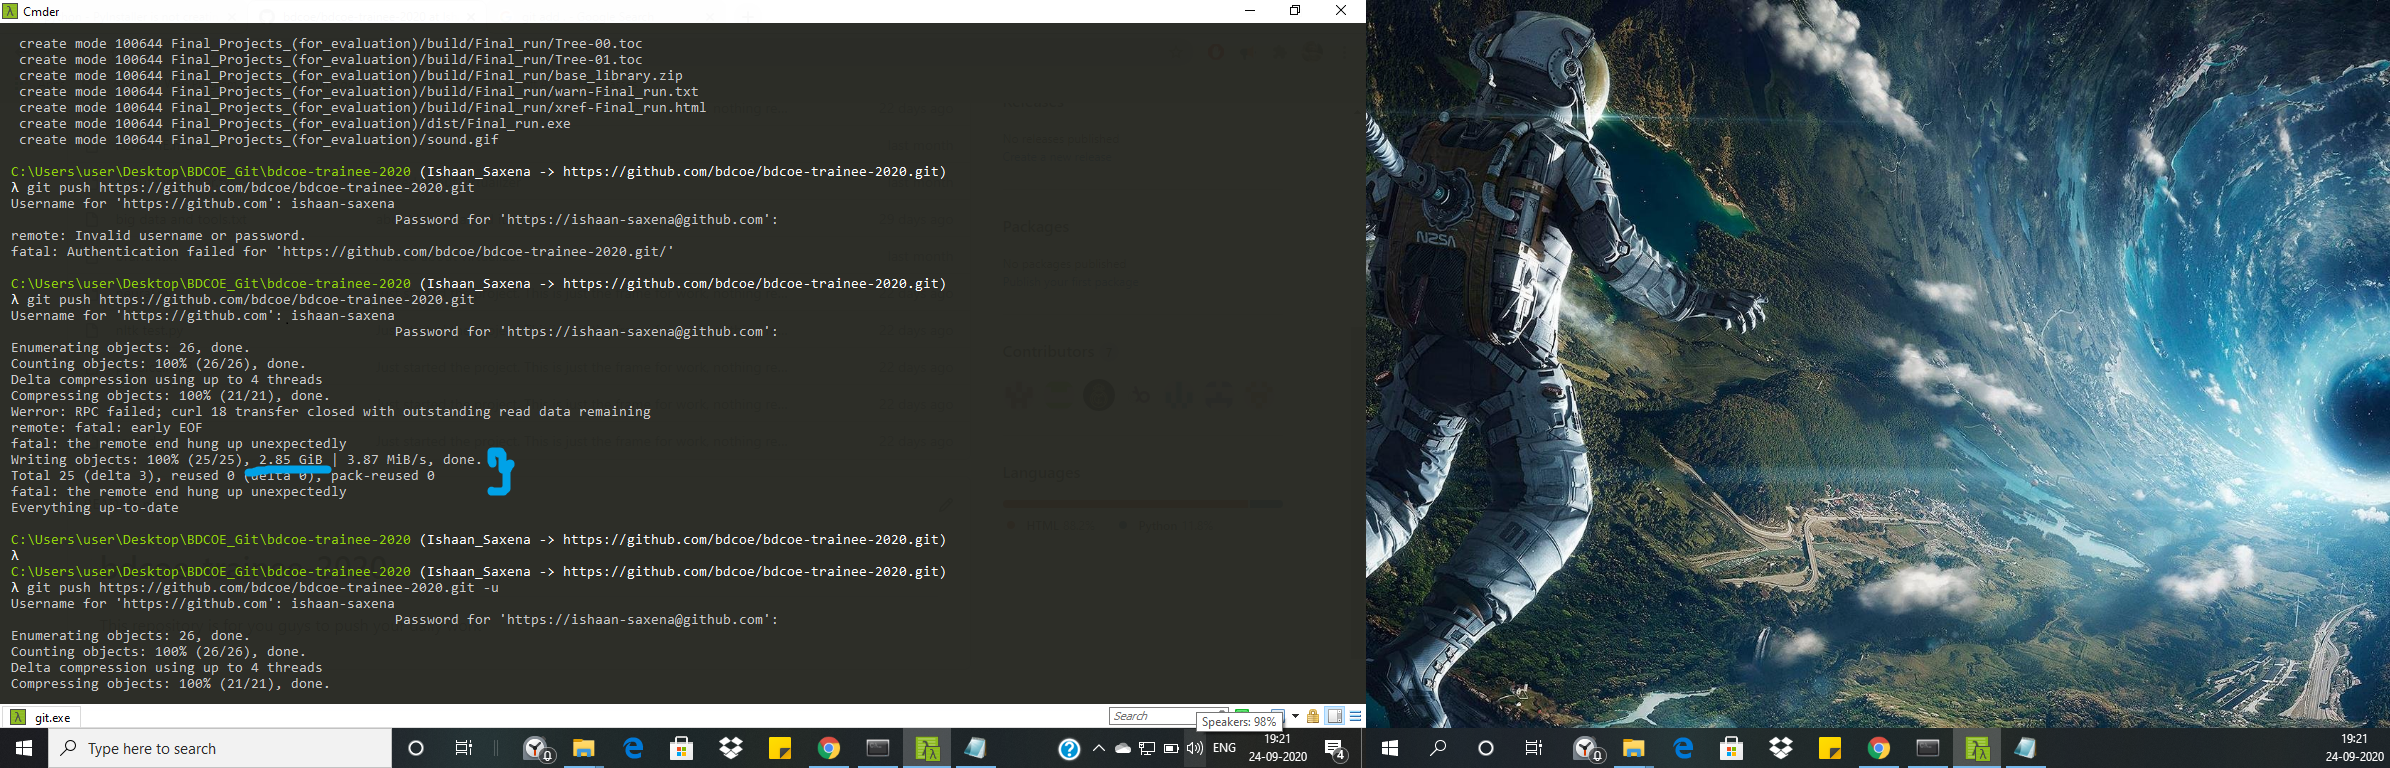 Cmder
create mode 100644 Final_Projects_(for_evaluation)/build/Final_run/Tree-00.toc
create mode 100644 Final_Projects_(for_evaluation)/build/Final_run/Tree-01.toc
create mode 100644 Final_Projects_(for_evaluation)/build/Final_run/base_library.zip
create mode 100644 Final_Projects_(for_evaluation)/build/Final_run/warn-Final_run.txt
create mode 100644 Final_Projects_(for_evaluation)/build/Final_run/xref-Final_run.html
create mode 100644 Final_Projects_(for_evaluation)/dist/Final_run.exe
create mode 100644 Final_Projects_(for_evaluation)/sound.gif
C:\Users\user\Desktop\BDCOE_Git\bdcoe-trainee-2020 (Ishaan_Saxena -> https://github.com/bdcoe/bdcoe-trainee-2020.git)
λ git push https://github.com/bdcoe/bdcoe-trainee-2020.git
Username for 'https://github.com': ishaan-saxena
Password for 'https://ishaan-saxena@github.com':
remote: Invalid username or password.
fatal: Authentication failed for 'https://github.com/bdcoe/bdcoe-trainee-2020.git/'
C:\Users\user\Desktop\BDCOE_Git\bdcoe-trainee-2020 (Ishaan_Saxena -> https://github.com/bdcoe/bdcoe-trainee-2020.git)
λ git push https://github.com/bdcoe/bdcoe-trainee-2020.git
Username for 'https://github.com': ishaan-saxena
Password for 'https://ishaan-saxena@github.com':
Enumerating objects: 26, done.
Counting objects: 100% (26/26), done.
Delta compression using up to 4 threads
Compressing objects: 100% (21/21), done.
Werror: RPC failed; curl 18 transfer closed with outstanding read data remaining
remote: fatal: early EOF
fatal: the remote end hung up unexpectedly
Writing objects: 100% (25/25), 2.85 GiB | 3.87 MiB/s, done.
Total 25 (delta 3), reused 0 (delta 0), pack-reused 0
fatal: the remote end hung up unexpectedly
Everything up-to-date
C:\Users\user\Desktop\BDCOE_Git\bdcoe-trainee-2020 (Ishaan_Saxena -> https://github.com/bdcoe/bdcoe-trainee-2020.git)
λ
C:\Users\user\Desktop\BDCOE_Git\bdcoe-trainee-2020 (Ishaan_Saxena -> https://github.com/bdcoe/bdcoe-trainee-2020.git)
λ git push https://github.com/bdcoe/bdcoe-trainee-2020.git -u
Username for 'https://github.com': ishaan-saxena
Password for 'https://ishaan-saxena@github.com':
Enumerating objects: 26, done.
Counting objects: 100% (26/26), done.
Delta compression using up to 4 threads
Compressing objects: 100% (21/21), done.
Packages
Contributors
Languages
git.exe
Search
Speakers: 98%
Type here to search
ENG
19:21
24-09-2020
4
19:21
24-09-2020